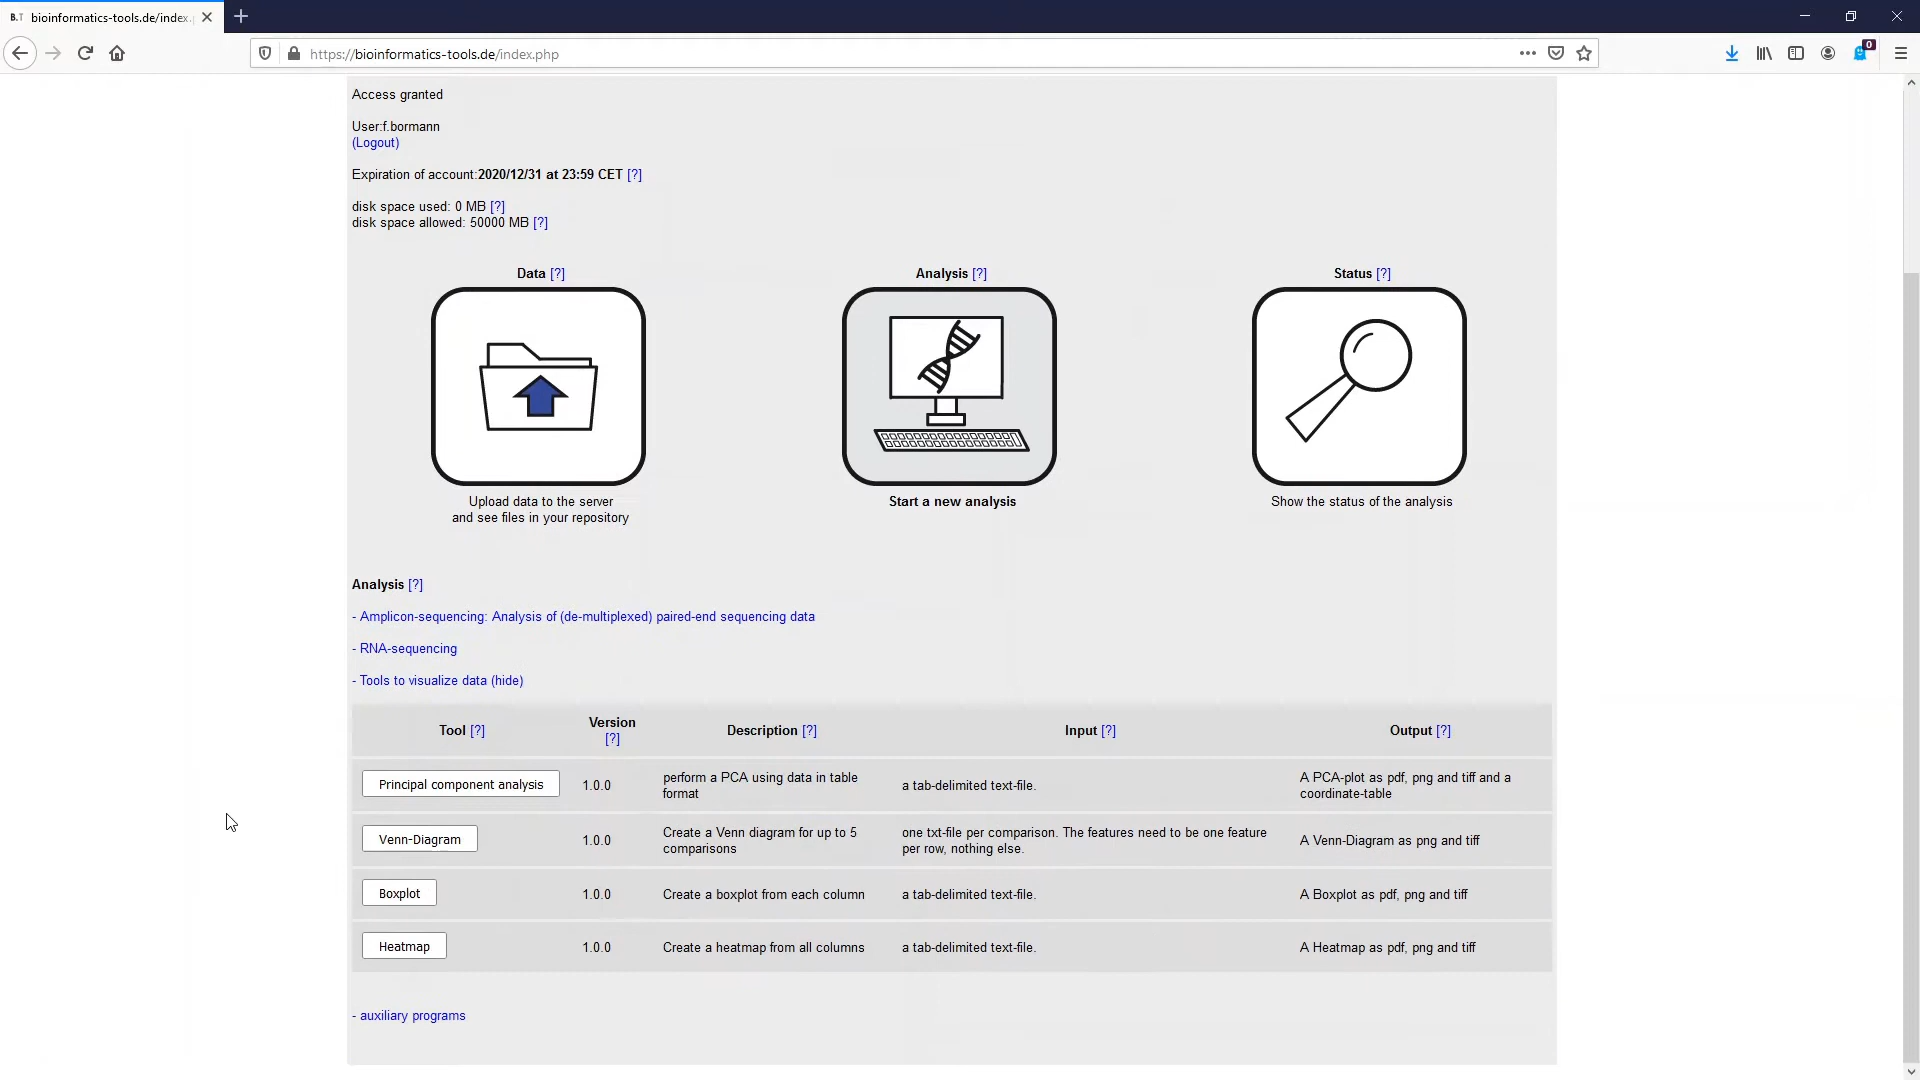 B.T bioinformatics-tools.de/index.
https://bioinformatics-tools.de/index.php
0
Access granted
User:f.bormann
(Logout)
Expiration of account:2020/12/31 at 23:59 CET [?]
disk space used: 0 MB [?]
disk space allowed: 50000 MB [?]
Data [?]
Analysis [?]
Status [?]
Upload data to the server
and see files in your repository
Start a new analysis
Show the status of the analysis
Analysis [?]
- Amplicon-sequencing: Analysis of (de-multiplexed) paired-end sequencing data
- RNA-sequencing
- Tools to visualize data (hide)
Tool [?]
Version
[?]
Description [?]
Input [?]
Output [?]
Principal component analysis
1.0.0
perform a PCA using data in table
format
a tab-delimited text-file.
A PCA-plot as pdf, png and tiff and a
coordinate-table
Venn-Diagram
1.0.0
Create a Venn diagram for up to 5
comparisons
one txt-file per comparison. The features need to be one feature
per row, nothing else.
A Venn-Diagram as png and tiff
Boxplot
1.0.0
Create a boxplot from each column
a tab-delimited text-file.
A Boxplot as pdf, png and tiff
Heatmap
1.0.0
Create a heatmap from all columns
a tab-delimited text-file.
A Heatmap as pdf, png and tiff
- auxiliary programs